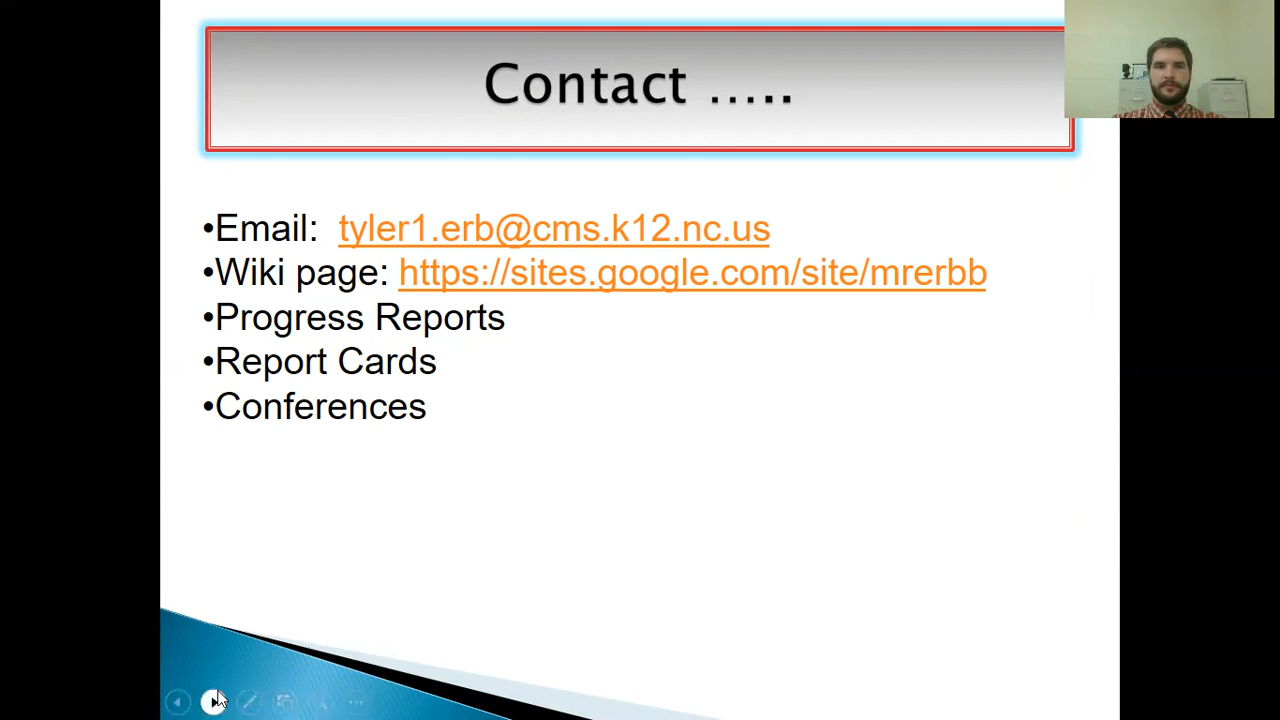 Contact …..
•Email: tyler1.erb@cms.k12.nc.us
•Wiki page: https://sites.google.com/site/mrerbb
•Progress Reports
•Report Cards
•Conferences